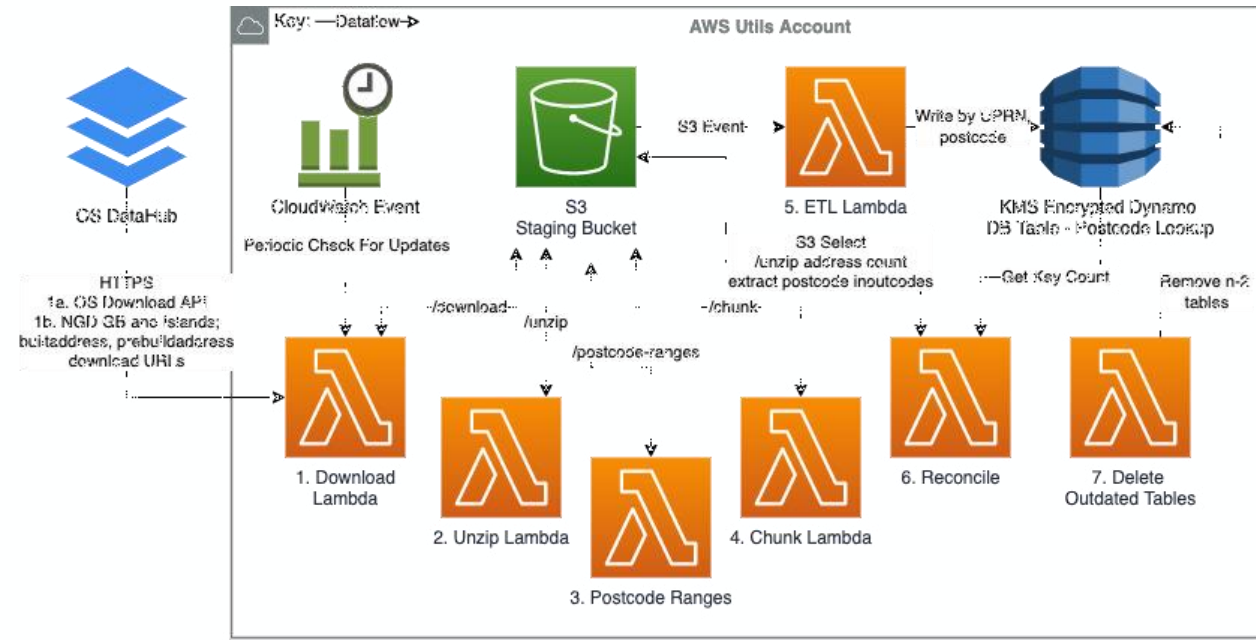 Key: Dataflow
AWS Utils Account
OS DataHub
CloudWatch Event
Periodic Check For Updates
S3
Staging Bucket
S3 Event
5. ETL Lambda
Write by UPRN,
postcode
KMS Encrypted Dynamo
DB Table - Postcode Lookup
HTTPS
1a. OS Download API
1b. NGD GB and Islands;
builtaddress, prebuildaddress
download URLs
/download
/unzip
/postcode-ranges
/chunk
S3 Select
/unzip address count
extract postcode inoutcodes
Get Key Count
Remove n-2
tables
1. Download
Lambda
2. Unzip Lambda
3. Postcode Ranges
4. Chunk Lambda
6. Reconcile
7. Delete
Outdated Tables